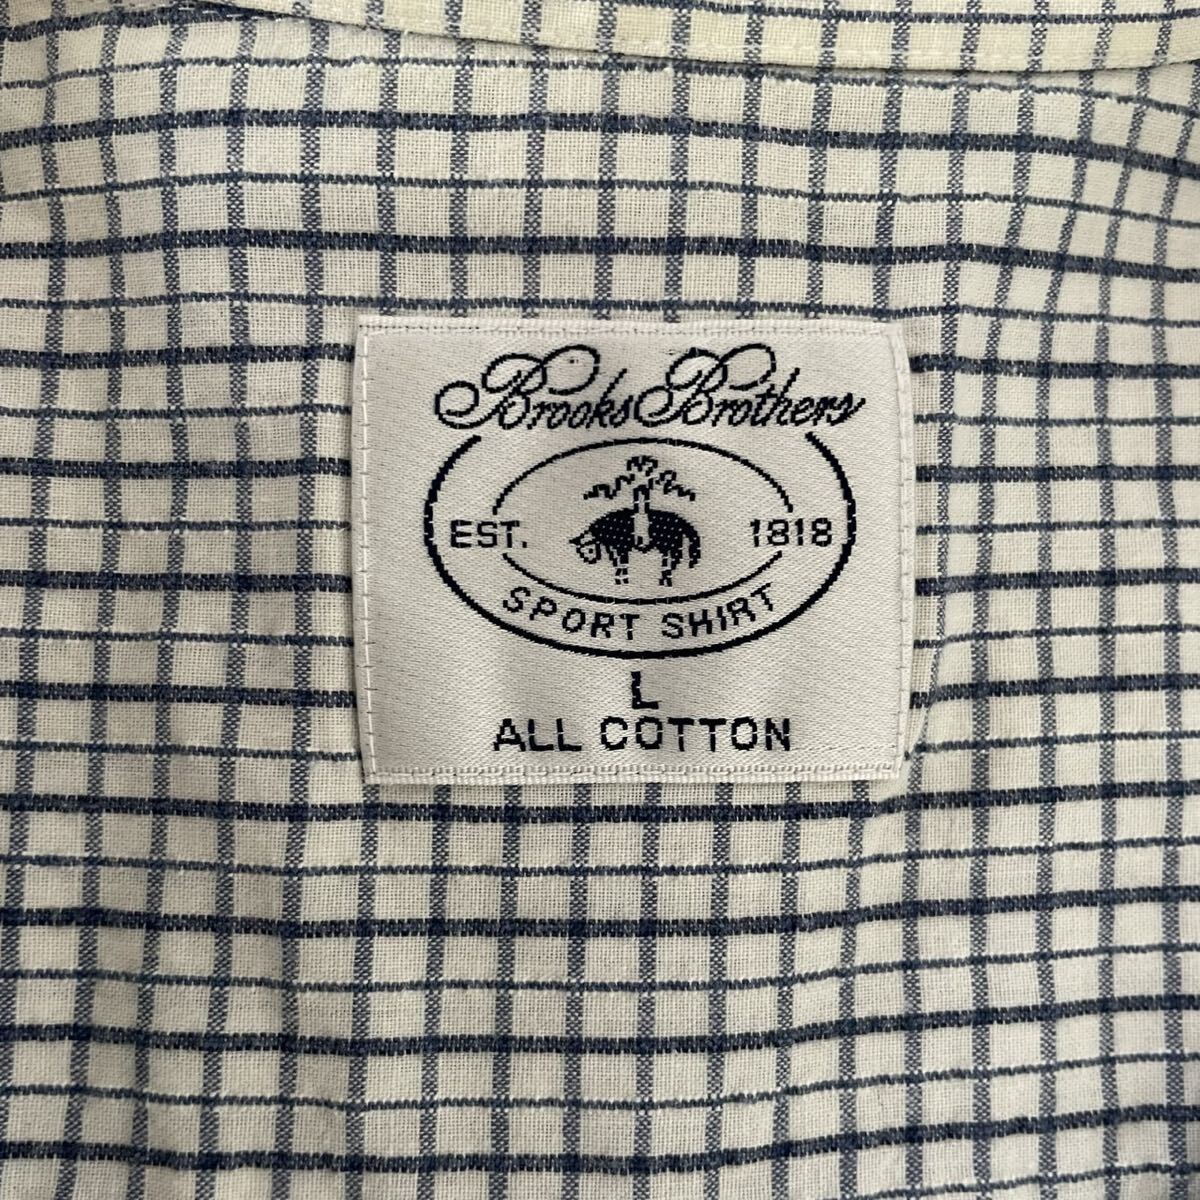 Brooks Brothers
EST. 1818
SPORT SHIRT
L
ALL COTTON